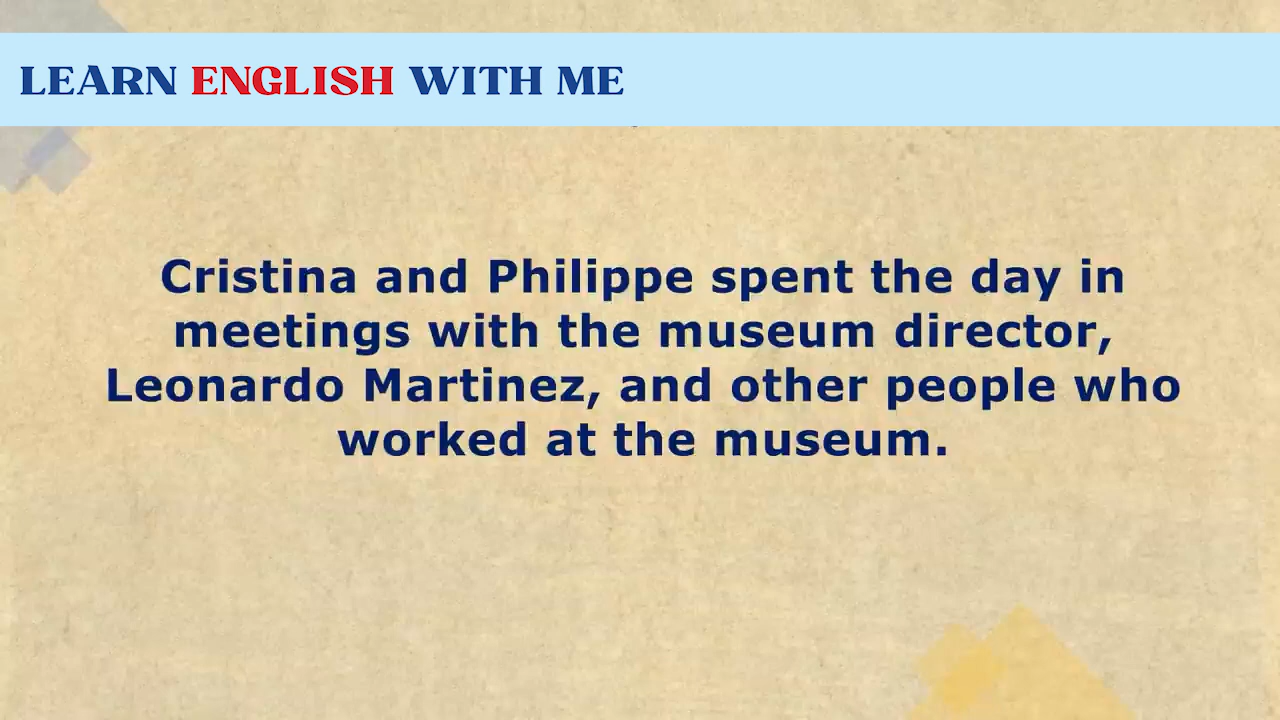 LEARN ENGLISH WITH ME
Cristina and Philippe spent the day in
meetings with the museum director,
Leonardo Martinez, and other people who
worked at the museum.